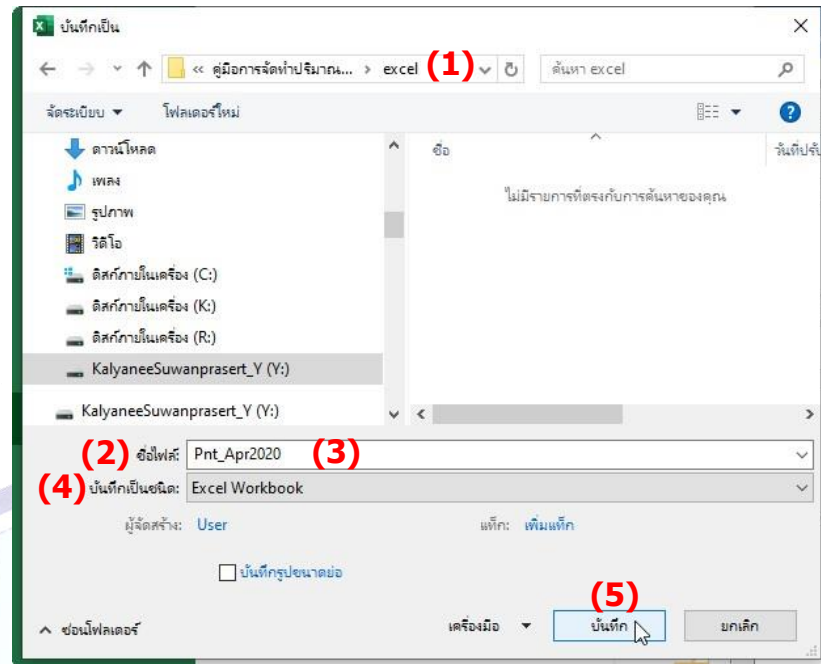 บันทึกเป็น
« คู่มือการจัดทำปริมาณ... › excel (1) ค้นหา excel
จัดระเบียบ โฟลเดอร์ใหม่
ดาวน์โหลด
เพลง
รูปภาพ
วิดีโอ
ดิสก์ภายในเครื่อง (C:)
ดิสก์ภายในเครื่อง (K:)
ดิสก์ภายในเครื่อง (R:)
KalyaneeSuwanprasert_Y (Y:)
KalyaneeSuwanprasert_Y (Y:)
ชื่อ วันที่ปรับ
ไม่มีรายการที่ตรงกับการค้นหาของคุณ
(2) ชื่อไฟล์: Pnt_Apr2020 (3)
(4) บันทึกเป็นชนิด: Excel Workbook
ผู้จัดสร้าง: User แท็ก: เพิ่มแท็ก
บันทึกรูปขนาดย่อ
(5)
ซ่อนโฟลเดอร์ เครื่องมือ บันทึก ยกเลิก